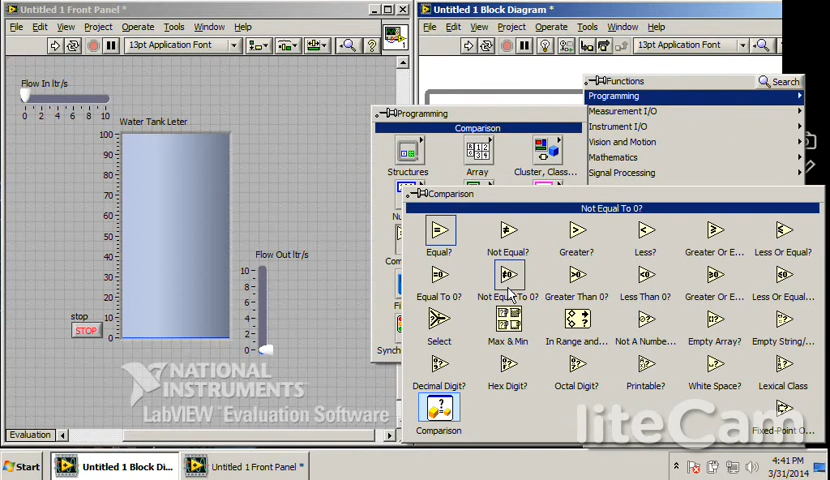 Untitled 1 Front Panel *
File Edit View Project Operate Tools Window
13pt Application Font
1
Flow In ltr/s
0 2 4 6 8 10
Water Tank Leter
100
90
80
70
60
50
40
30
20
10
0
Flow Out ltr/s
10
8
6
4
2
0
stop
STOP
NATIONAL
INSTRUMENTS
LabVIEW™ Evaluation Software
Evaluation
Untitled 1 Block Diagram *
File Edit View Project Operate Tools Window
13pt Application Font
Functions
Search
Programming
Measurement I/O
Instrument I/O
Vision and Motion
Mathematics
Signal Processing
Programming
Comparison
Structures Array Cluster, Class...
Comparison
Not Equal To 0?
Equal? Not Equal? Greater? Less? Greater Or E... Less Or Equal?
Equal To 0? Not Equal To 0? Greater Than 0? Less Than 0? Greater Or E... Less Or Equal...
Select Max & Min In Range and... Not A Numbe... Empty Array? Empty String/...
Decimal Digit? Hex Digit? Octal Digit? Printable? White Space? Lexical Class
Comparison Fixed-Point O...
liteCam
Start
Untitled 1 Block Di...
Untitled 1 Front Panel *
4:41 PM
3/31/2014